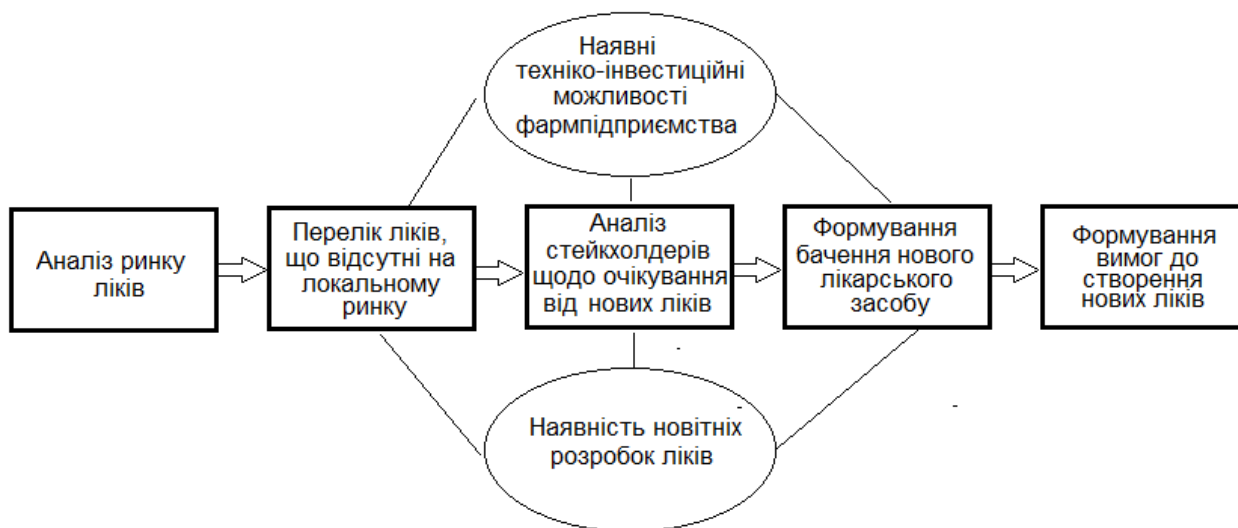 Наявні
техніко-інвестиційні
можливості
фармпідприємства
Аналіз ринку
ліків
Перелік ліків,
що відсутні на
локальному
ринку
Аналіз
стейкхолдерів
щодо очікування
від нових ліків
Формування
бачення нового
лікарського
засобу
Формування
вимог до
створення
нових ліків
Наявність новітніх
розробок ліків